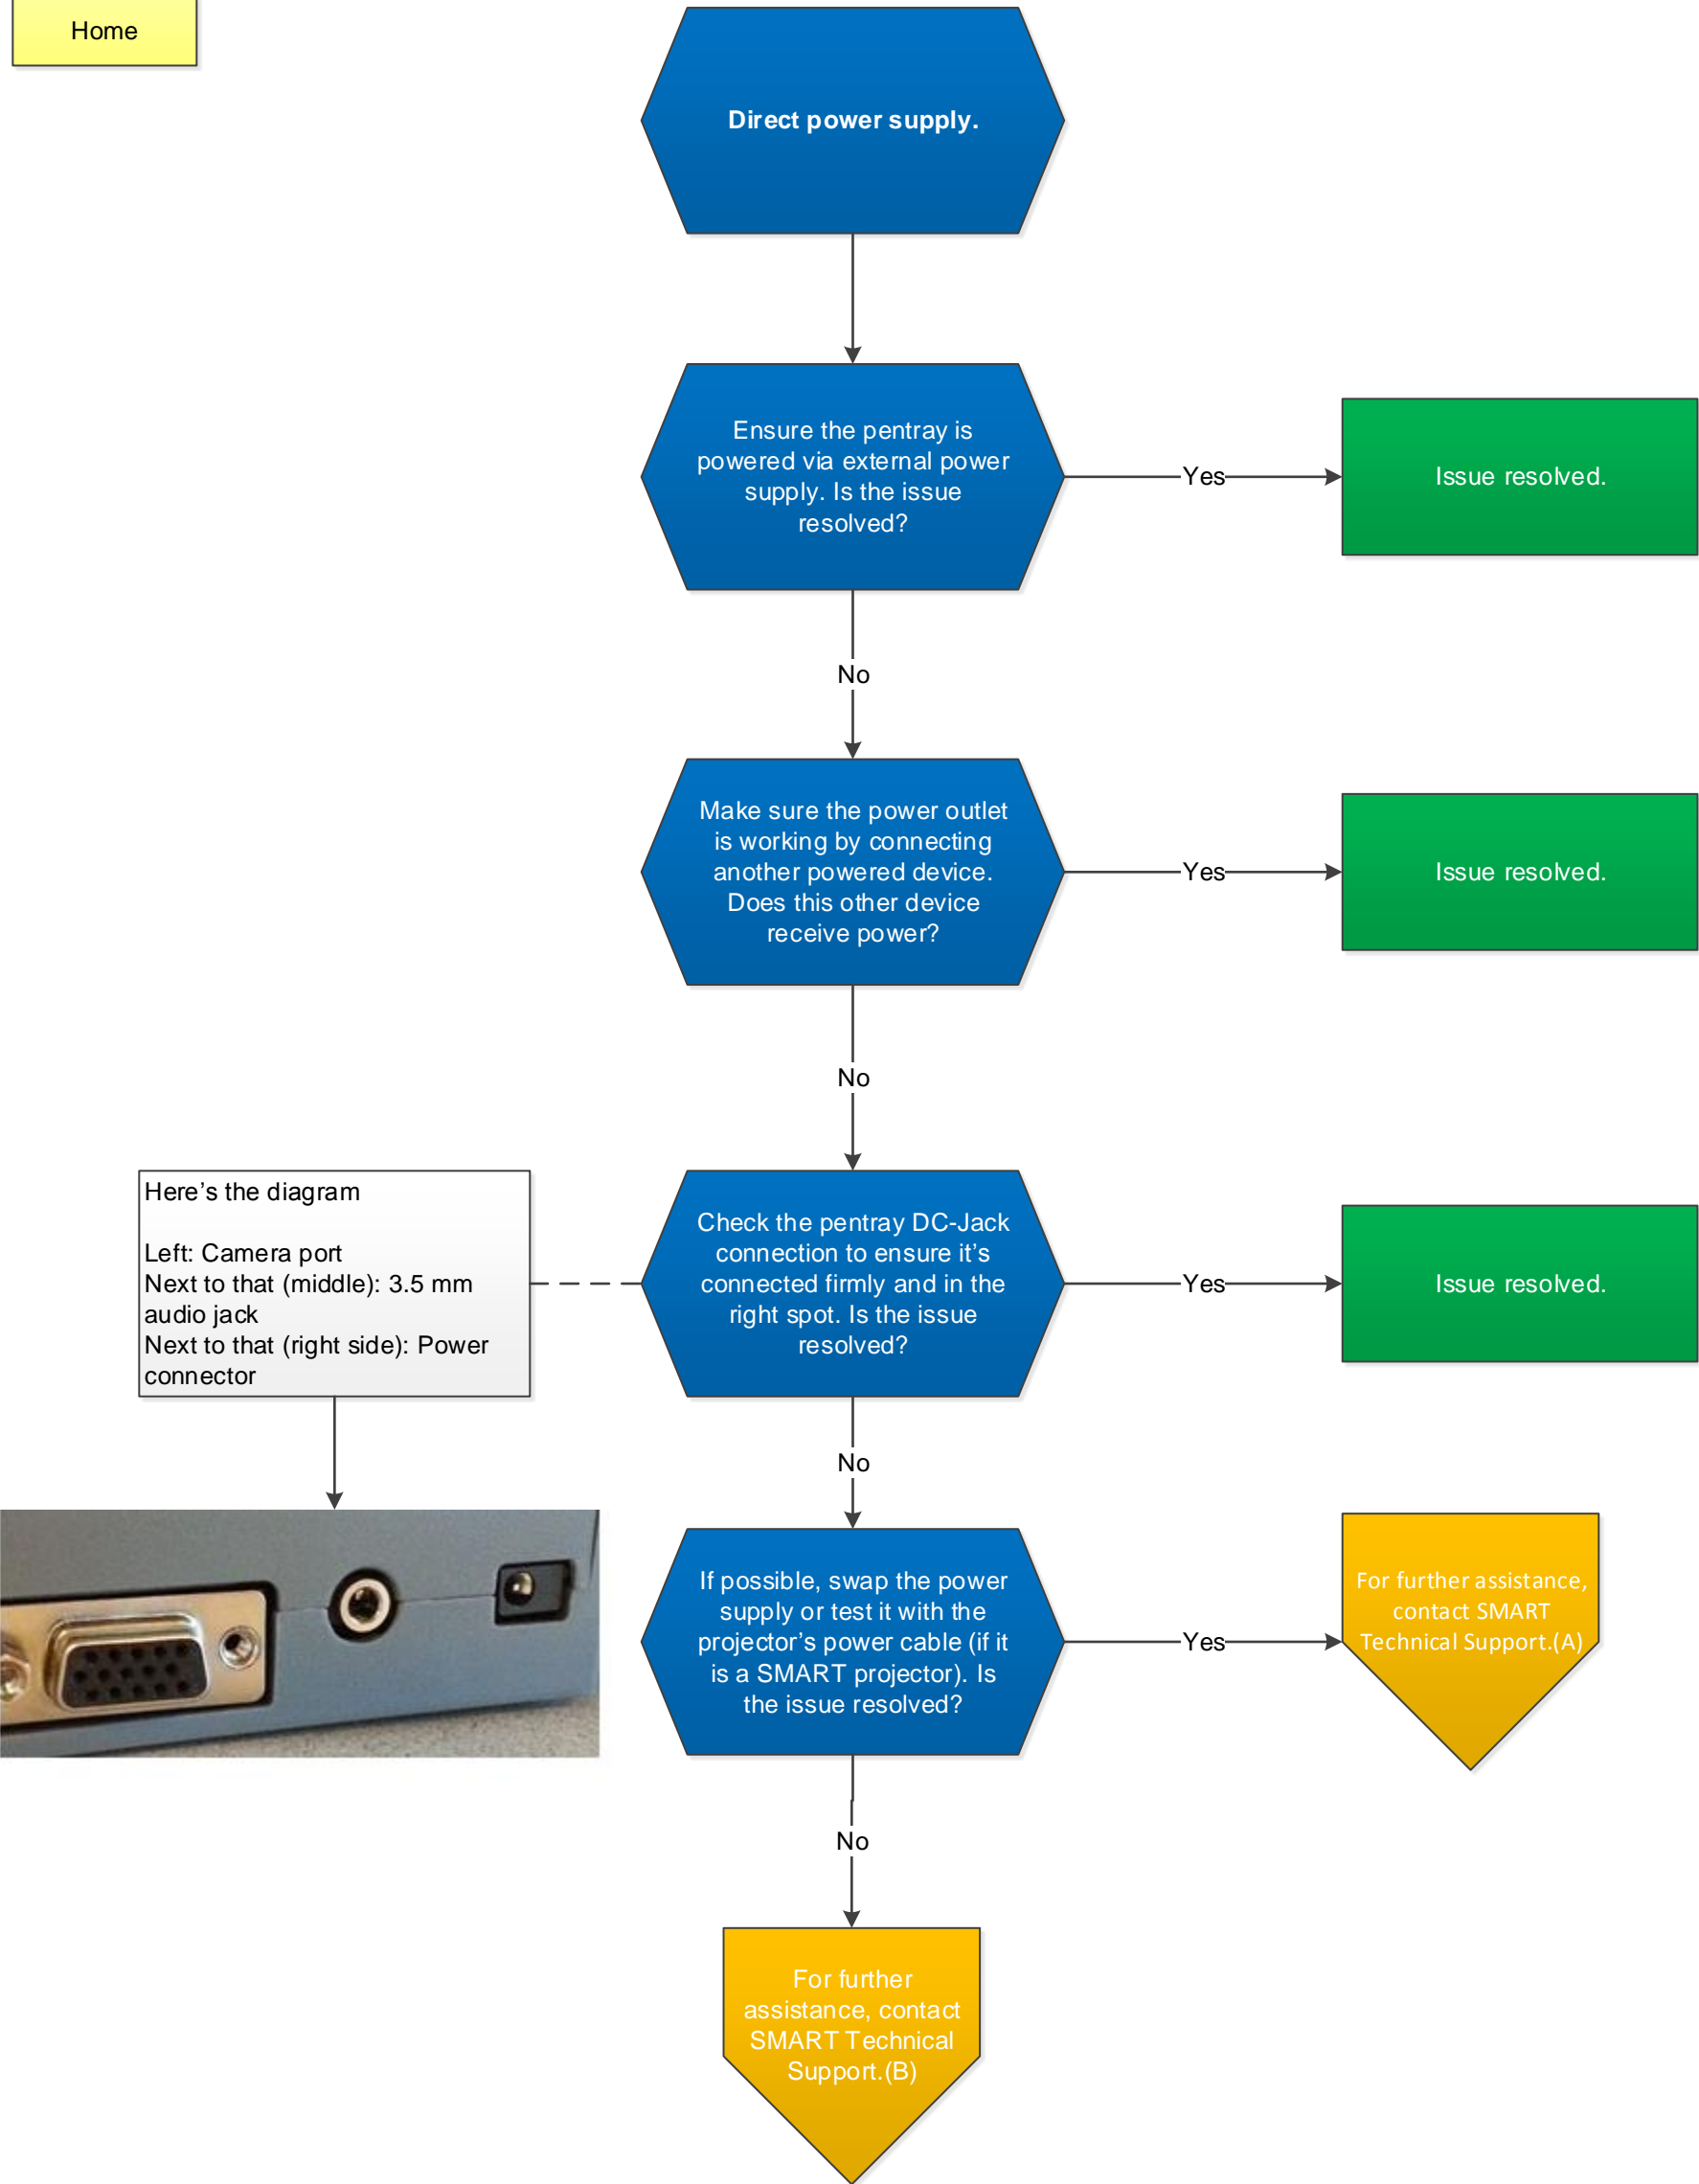 Home
Direct power supply.
Ensure the pentray is
powered via external power
supply. Is the issue
resolved?
Yes
Issue resolved.
No
Make sure the power outlet
is working by connecting
another powered device.
Does this other device
receive power?
Yes
Issue resolved.
No
Here’s the diagram
Left: Camera port
Next to that (middle): 3.5 mm
audio jack
Next to that (right side): Power
connector
Check the pentray DC-Jack
connection to ensure it’s
connected firmly and in the
right spot. Is the issue
resolved?
Yes
Issue resolved.
No
If possible, swap the power
supply or test it with the
projector’s power cable (if it
is a SMART projector). Is
the issue resolved?
Yes
For further assistance,
contact SMART
Technical Support.(A)
No
For further
assistance, contact
SMART Technical
Support.(B)